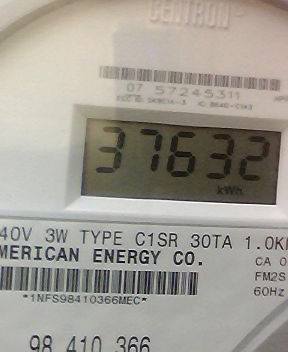 CENTRON
07 57245311
37632
kWh
40V 3W TYPE C1SR 30TA 1.0K
MERICAN ENERGY CO.
CA 0
FM2S
60Hz
*1NFS98410366MEC*
98 410 366